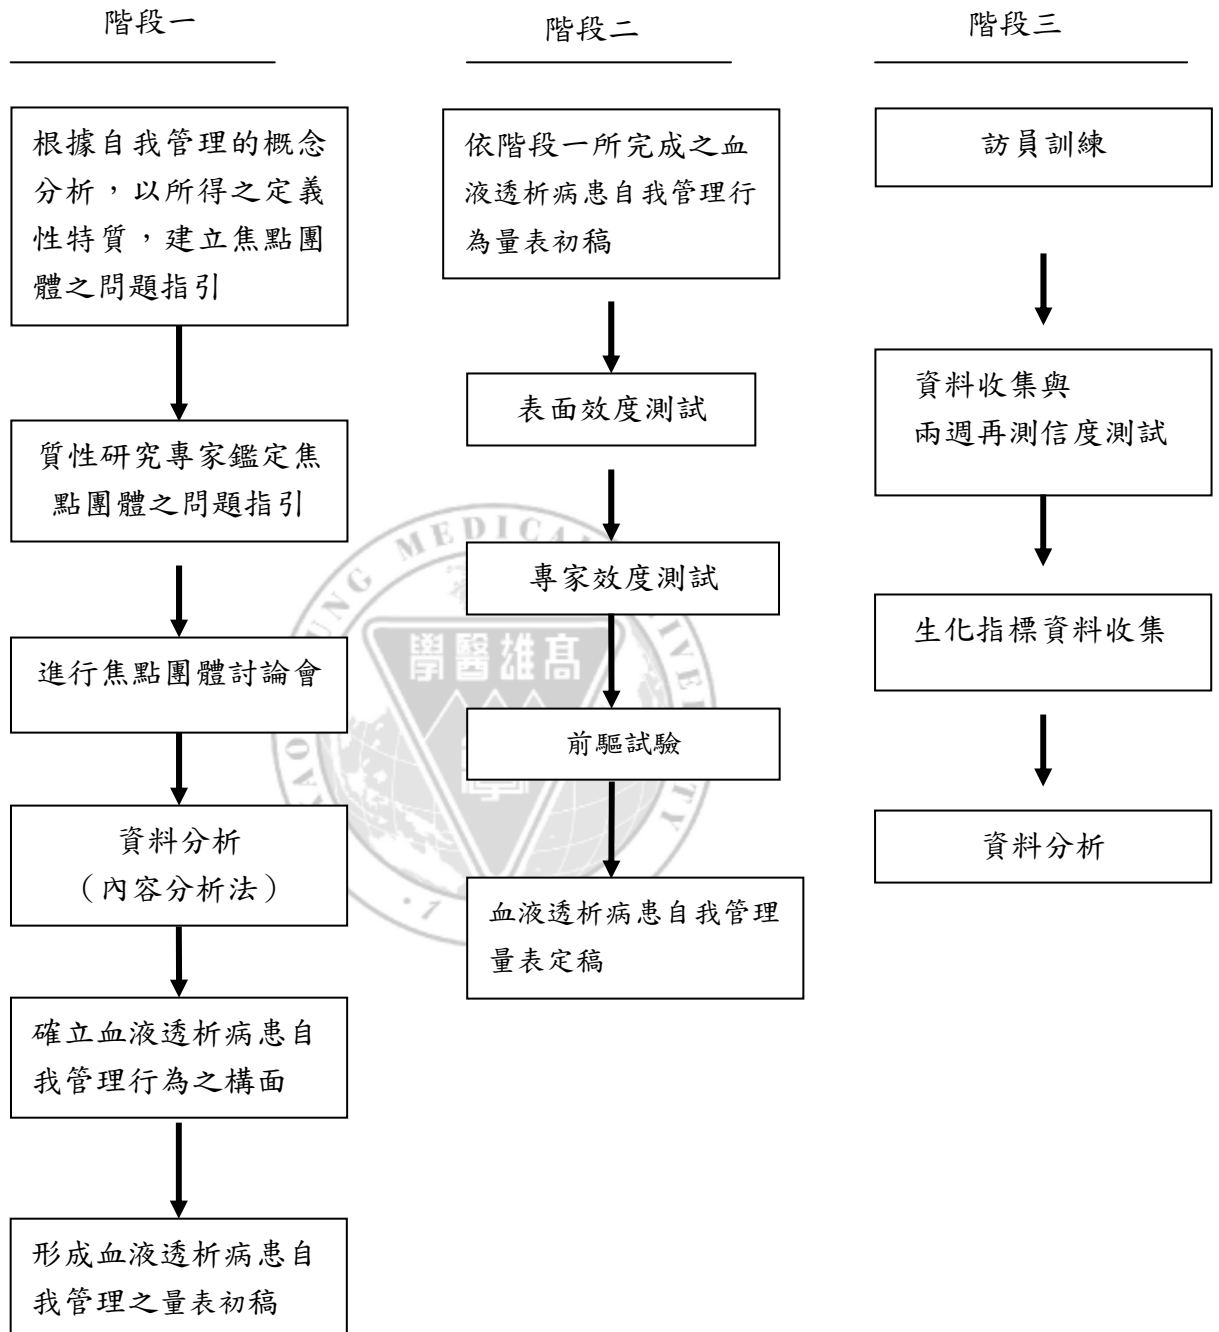 階段一
根據自我管理的概念
分析，以所得之定義
性特質，建立焦點團
體之問題指引
質性研究專家鑑定焦
點團體之問題指引
進行焦點團體討論會
資料分析
（內容分析法）
確立血液透析病患自
我管理行為之構面
形成血液透析病患自
我管理之量表初稿
階段二
依階段一所完成之血
液透析病患自我管理行
為量表初稿
表面效度測試
專家效度測試
前驅試驗
血液透析病患自我管理
量表定稿
階段三
訪員訓練
資料收集與
兩週再測信度測試
生化指標資料收集
資料分析
學醫雄高